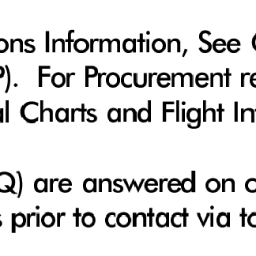 ons Information, See
P). For Procurement re
al Charts and Flight In
Q) are answered on o
s prior to contact via to